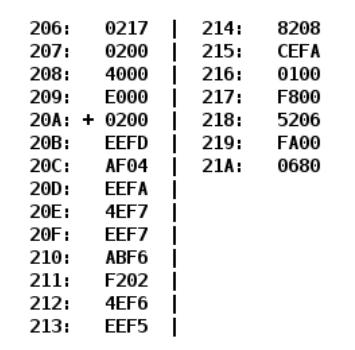 206: 0217 | 214: 8208
207: 0200 | 215: CEFA
208: 4000 | 216: 0100
209: E000 | 217: F800
20A: + 0200 | 218: 5206
20B: EEFD | 219: FA00
20C: AF04 | 21A: 0680
20D: EEFA |
20E: 4EF7 |
20F: EEF7 |
210: ABF6 |
211: F202 |
212: 4EF6 |
213: EEF5 |